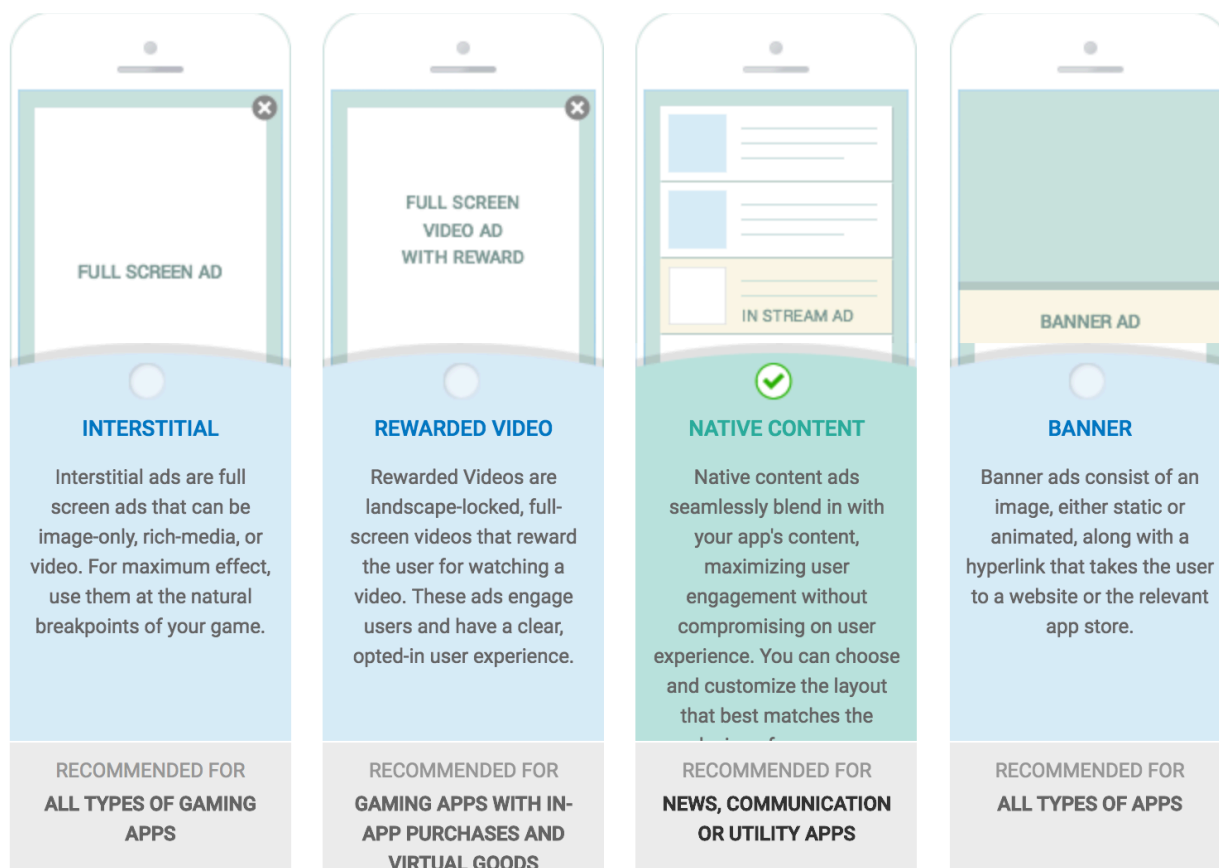 FULL SCREEN AD
INTERSTITIAL
Interstitial ads are full
screen ads that can be
image-only, rich-media, or
video. For maximum effect,
use them at the natural
breakpoints of your game.
RECOMMENDED FOR
ALL TYPES OF GAMING
APPS
FULL SCREEN
VIDEO AD
WITH REWARD
REWARDED VIDEO
Rewarded Videos are
landscape-locked, full-
screen videos that reward
the user for watching a
video. These ads engage
users and have a clear,
opted-in user experience.
RECOMMENDED FOR
GAMING APPS WITH IN-
APP PURCHASES AND
VIRTUAL GOODS
IN STREAM AD
NATIVE CONTENT
Native content ads
seamlessly blend in with
your app's content,
maximizing user
engagement without
compromising on user
experience. You can choose
and customize the layout
that best matches the
RECOMMENDED FOR
NEWS, COMMUNICATION
OR UTILITY APPS
BANNER AD
BANNER
Banner ads consist of an
image, either static or
animated, along with a
hyperlink that takes the user
to a website or the relevant
app store.
RECOMMENDED FOR
ALL TYPES OF APPS